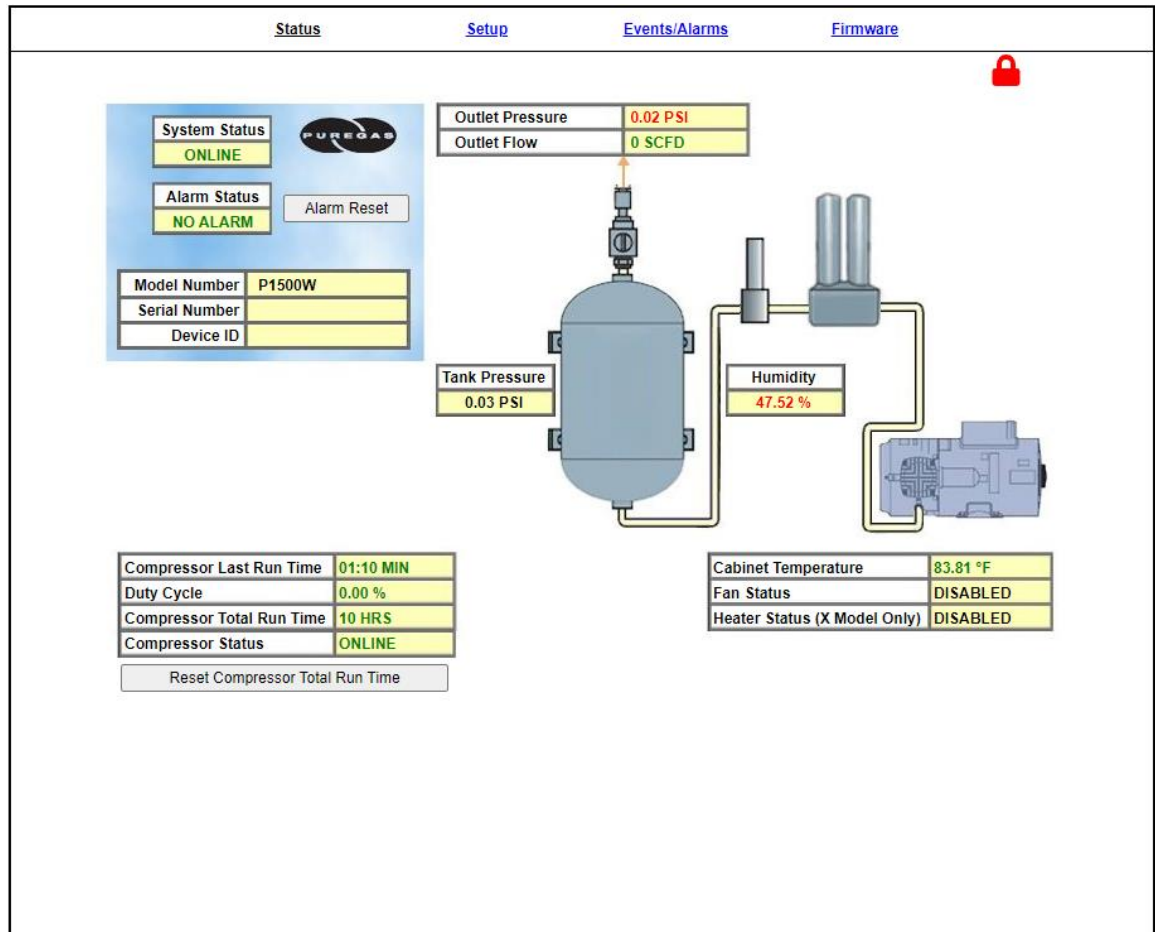 Status Setup Events/Alarms Firmware
System Status
ONLINE
PUREGAS
Alarm Status
NO ALARM
Alarm Reset
Model Number P1500W
Serial Number
Device ID
Outlet Pressure 0.02 PSI
Outlet Flow 0 SCFD
Tank Pressure
0.03 PSI
Humidity
47.52 %
Compressor Last Run Time 01:10 MIN
Duty Cycle 0.00 %
Compressor Total Run Time 10 HRS
Compressor Status ONLINE
Reset Compressor Total Run Time
Cabinet Temperature 83.81 °F
Fan Status DISABLED
Heater Status (X Model Only) DISABLED